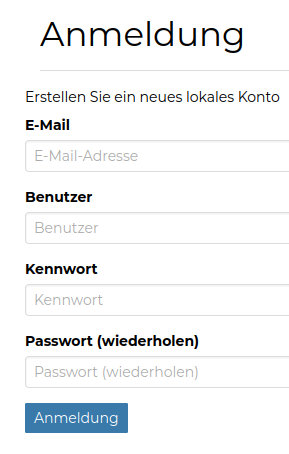 Anmeldung
Erstellen Sie ein neues lokales Konto
E-Mail
E-Mail-Adresse
Benutzer
Benutzer
Kennwort
Kennwort
Passwort (wiederholen)
Passwort (wiederholen)
Anmeldung